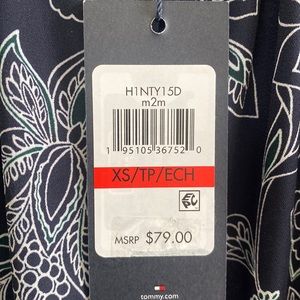 H1NTY15D
m2m
1 95105 36752 0
XS/TP/ECH
MSRP $79.00
tommy.com